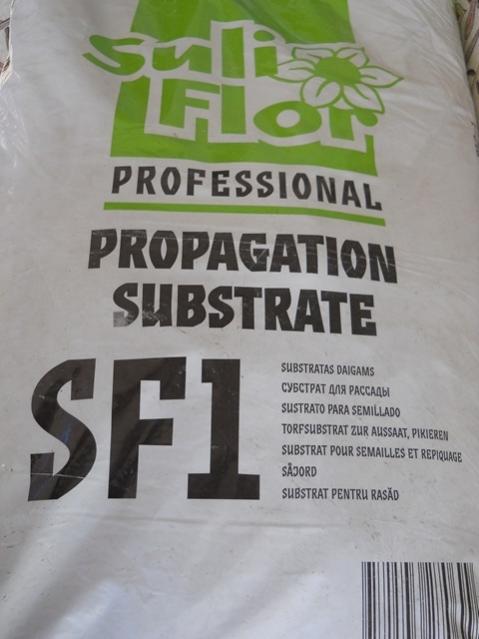 Suli
Flor
PROFESSIONAL
PROPAGATION
SUBSTRATE
SF1
SUBSTRATAS DAIGAMS
СУБСТРАТ ДЛЯ РАССАДЫ
SUSTRATO PARA SEMILLADO
TORFSUBSTRAT ZUR AUSSAAT, PIKIEREN
SUBSTRAT POUR SEMAILLES ET REPIQUAGE
SÅJORD
SUBSTRAT PENTRU RASĂD